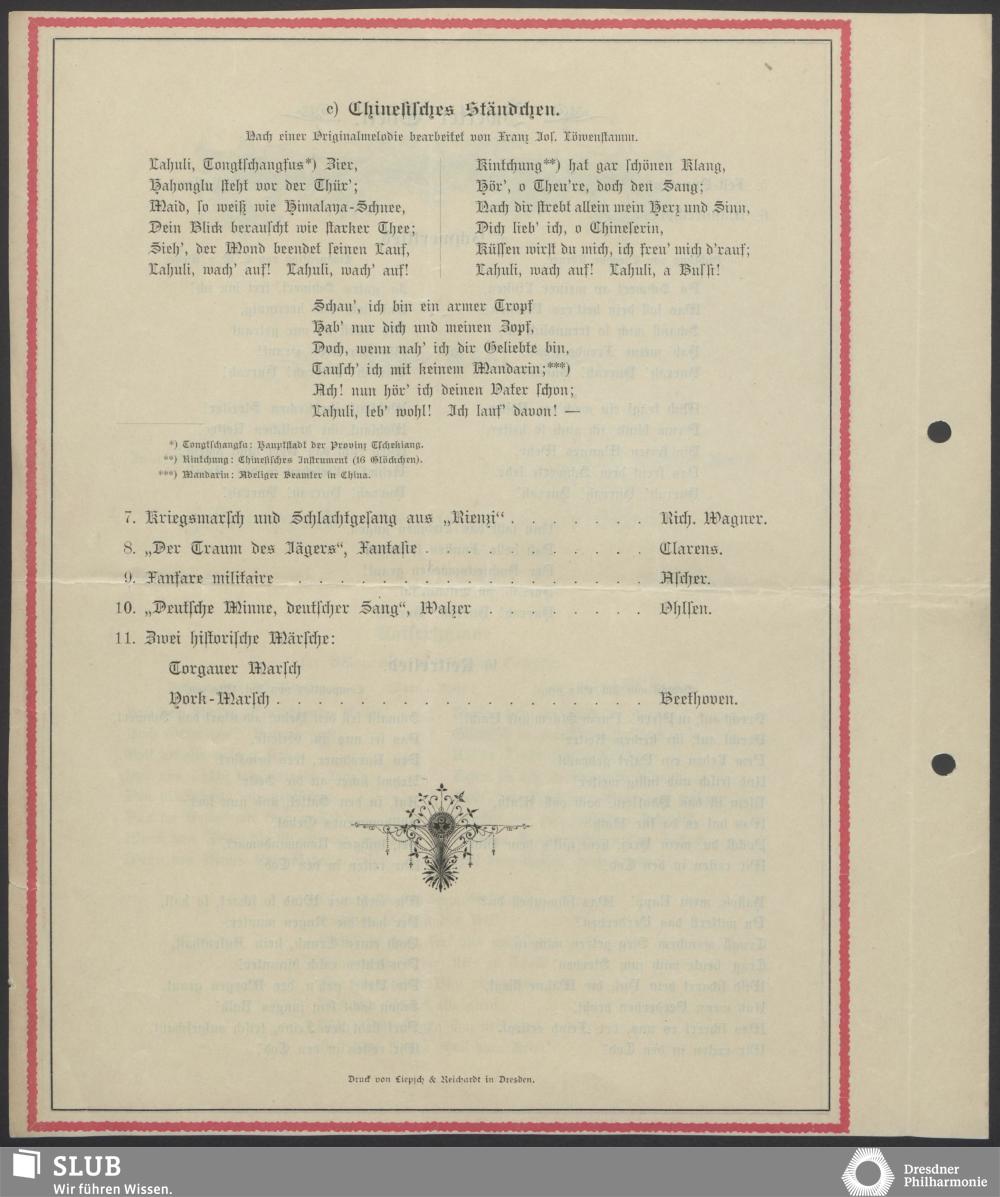 c) Chinesisches Ständchen.
Nach einer Originalmelodie bearbeitet von Franz Jos. Löwenstamm.
Lahuli, Tongtschangfus*) Zier,
Hahonglu steht vor der Thür';
Maid, so weiß wie Himalaya-Schnee,
Dein Blick berauscht wie starker Thee;
Sieh', der Mond beendet seinen Lauf,
Lahuli, wach' auf! Lahuli, wach' auf!
Kintchung**) hat gar schönen Klang,
Hör', o Theu're, doch den Sang;
Nach dir strebt allein mein Herz und Sinn,
Dich lieb' ich, o Chineserin,
Küssen wirst du mich, ich freu' mich d'rauf;
Lahuli, wach auf! Lahuli, a Bussi!
Schau', ich bin ein armer Tropf
Hab' nur dich und meinen Zopf,
Doch, wenn nah' ich dir Geliebte bin,
Tausch' ich mit keinem Mandarin;***)
Ach! nun hör' ich deinen Vater schon;
Lahuli, leb' wohl! Ich lauf' davon! —
*) Tongtschangfu: Hauptstadt der Provinz Tschekiang.
**) Kintchung: Chinesisches Instrument (16 Glöckchen).
***) Mandarin: Adeliger Beamter in China.
7. Kriegsmarsch und Schlachtgesang aus „Rienzi“ . . . . . . . Rich. Wagner.
8. „Der Traum des Jägers“, Fantasie . . . . . . . . . . . Clarens.
9. Fanfare militaire . . . . . . . . . . . . . . . . . Ascher.
10. „Deutsche Minne, deutscher Sang“, Walzer . . . . . . . . Ohlsen.
11. Zwei historische Märsche:
Torgauer Marsch
York-Marsch . . . . . . . . . . . . . . . . . Beethoven.
Druck von Liepsch & Reichardt in Dresden.
SLUB
Wir führen Wissen.
Dresdner
Philharmonie